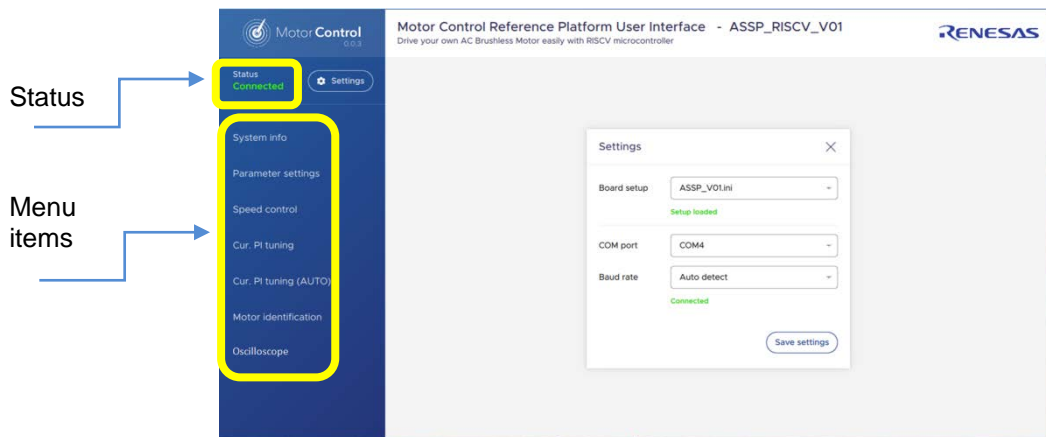 Status
Menu
items
Motor Control
0.0.3
Status
Connected
Settings
System info
Parameter settings
Speed control
Cur. PI tuning
Cur. PI tuning (AUTO)
Motor identification
Oscilloscope
Motor Control Reference Platform User Interface - ASSP_RISCV_V01
Drive your own AC Brushless Motor easily with RISCV microcontroller
RENESAS
Settings
Board setup ASSP_V01.ini
Setup loaded
COM port COM4
Baud rate Auto detect
Connected
Save settings